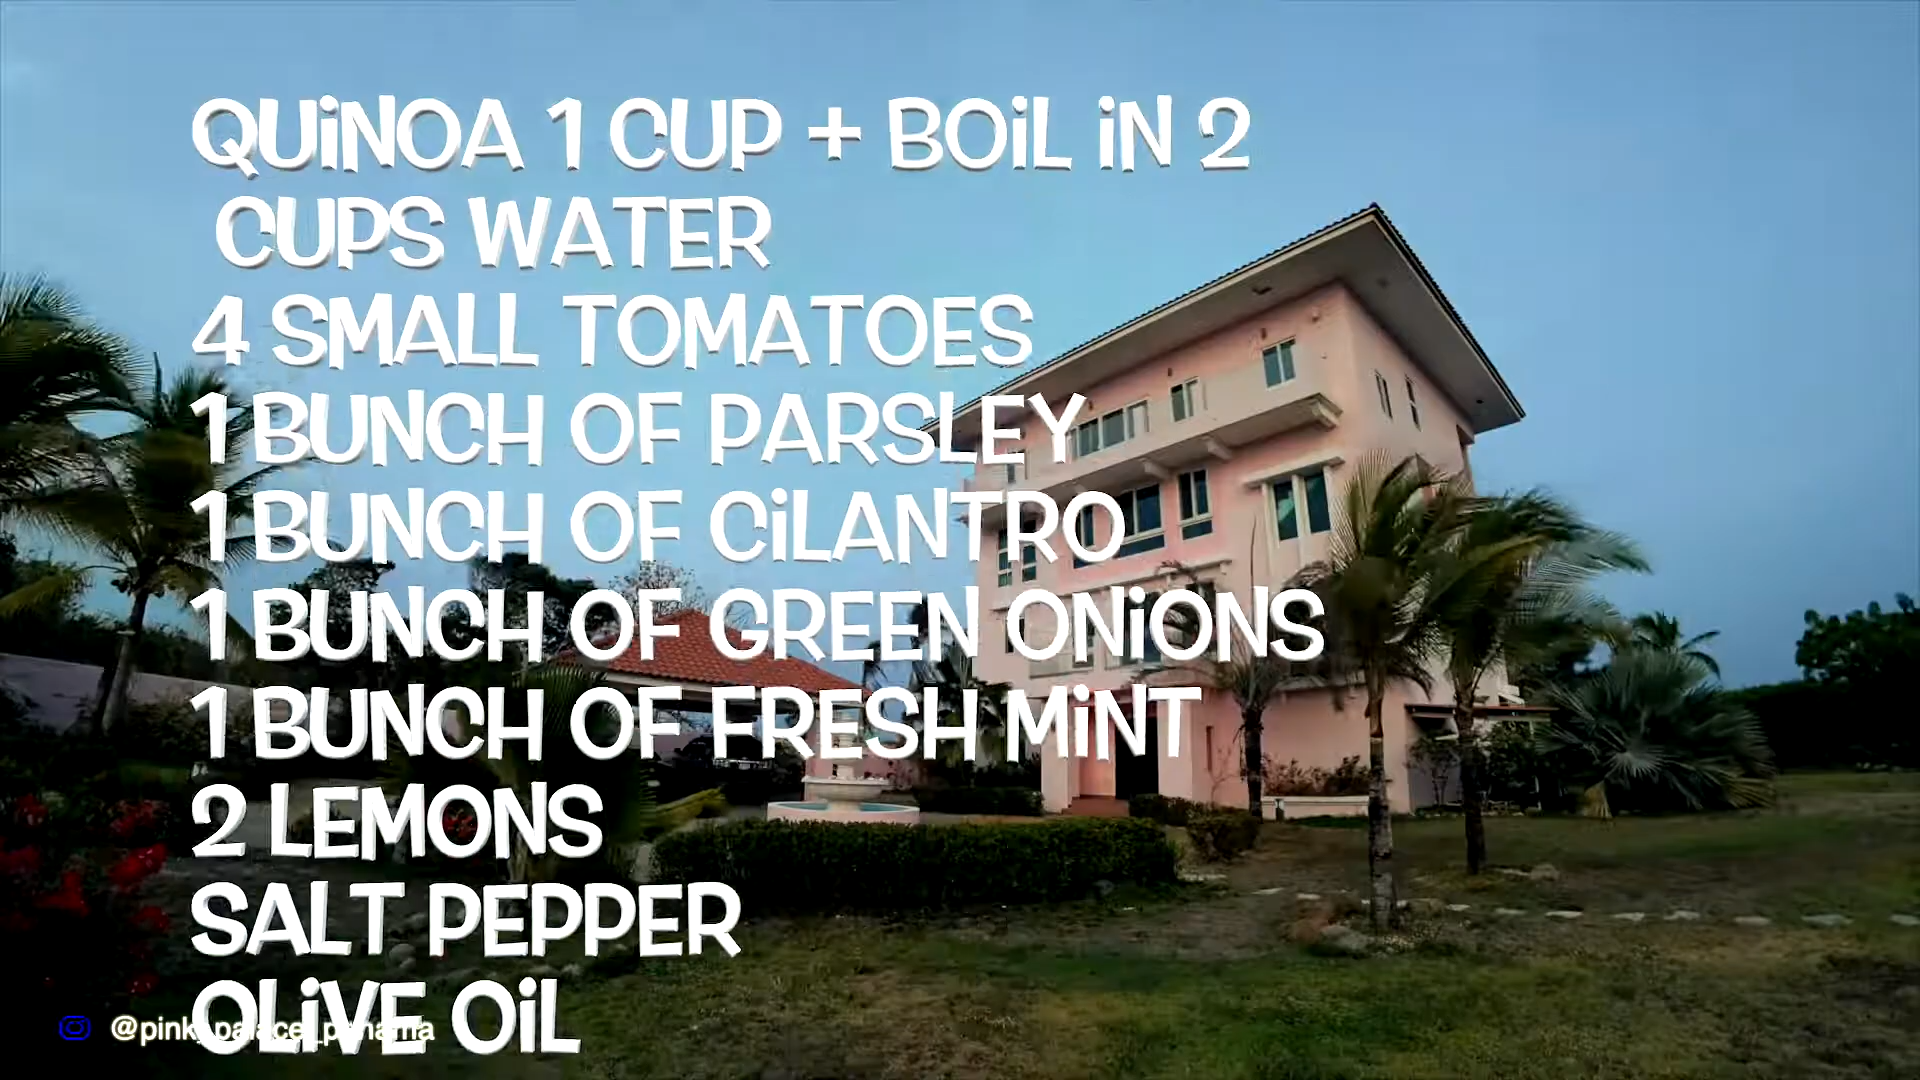 QUiNOA 1 CUP + BOiL iN 2
CUPS WATER
4 SMALL TOMATOES
1 BUNCH OF PARSLEY
1 BUNCH OF CiLANTRO
1 BUNCH OF GREEN ONiONS
1 BUNCH OF FRESH MiNT
2 LEMONS
SALT PEPPER
OLiVE OiL
@pink_palace_panama